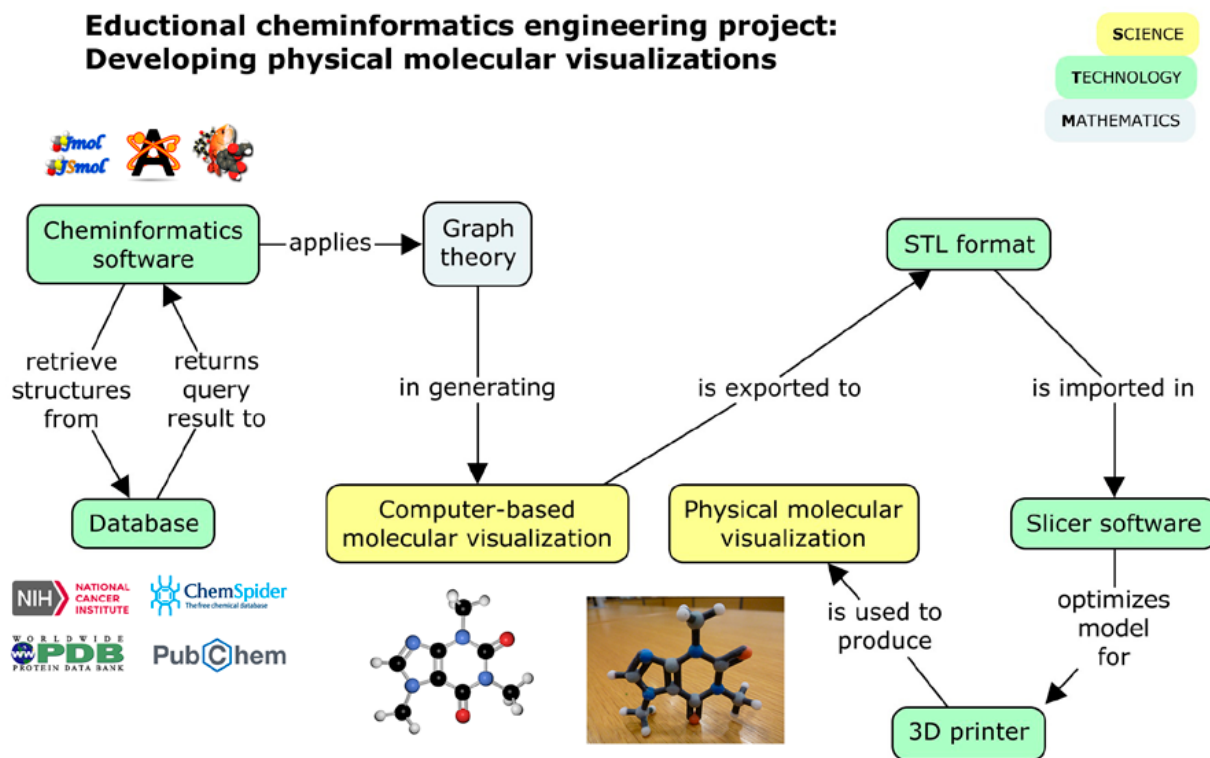 Eductional cheminformatics engineering project:
Developing physical molecular visualizations
SCIENCE
TECHNOLOGY
MATHEMATICS
Jmol
JSmol
A
Cheminformatics
software
applies
Graph
theory
STL format
retrieve
structures
from
returns
query
result to
in generating
is exported to
is imported in
Database
Computer-based
molecular visualization
Physical molecular
visualization
Slicer software
NIH
NATIONAL
CANCER
INSTITUTE
ChemSpider
The free chemical database
WORLDWIDE
ww
PDB
PROTEIN DATA BANK
PubChem
is used to
produce
optimizes
model
for
3D printer